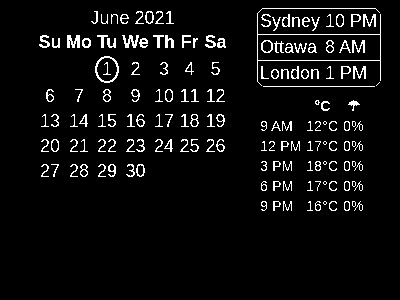 June 2021
Su Mo Tu We Th Fr Sa
1 2 3 4 5
6 7 8 9 10 11 12
13 14 15 16 17 18 19
20 21 22 23 24 25 26
27 28 29 30
Sydney 10 PM
Ottawa 8 AM
London 1 PM
°C
9 AM 12°C 0%
12 PM 17°C 0%
3 PM 18°C 0%
6 PM 17°C 0%
9 PM 16°C 0%